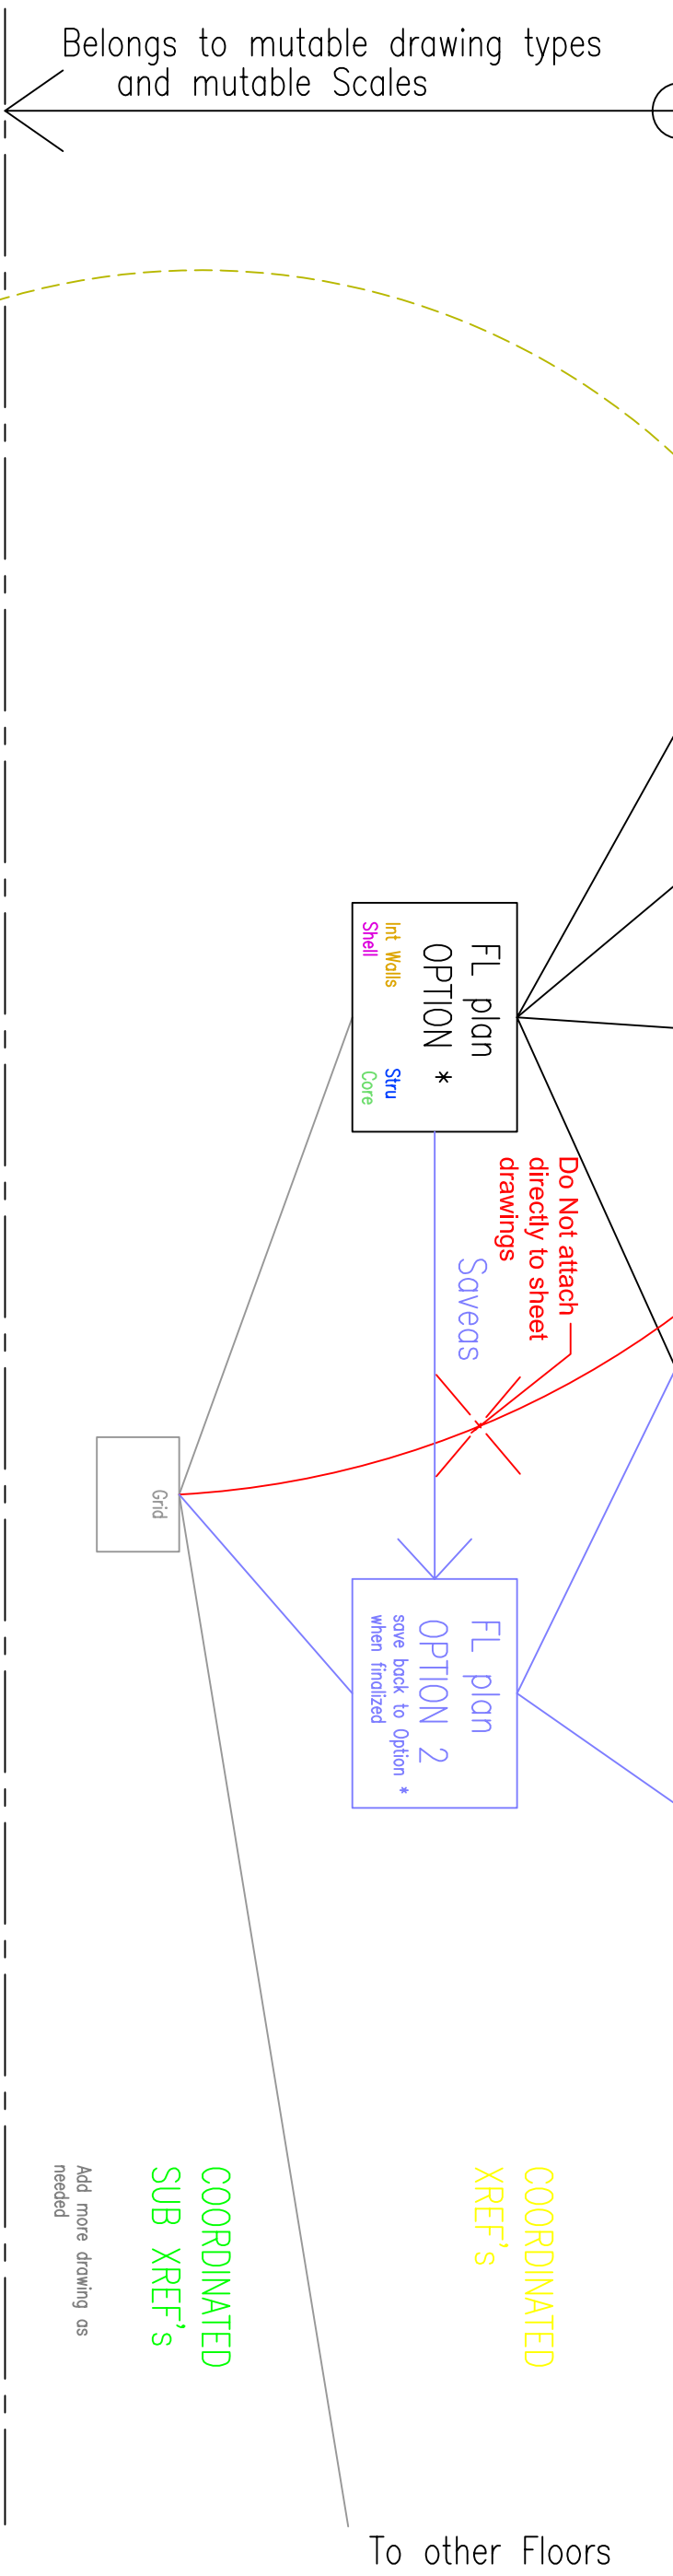 Belongs to mutable drawing types
and mutable Scales
FL plan
OPTION *
Int Walls
Shell
Stru
Core
Do Not attach
directly to sheet
drawings
Saveas
Grid
FL plan
OPTION 2
save back to Option *
when finalized
COORDINATED
XREF's
COORDINATED
SUB XREF's
Add more drawing as
needed
To other Floors